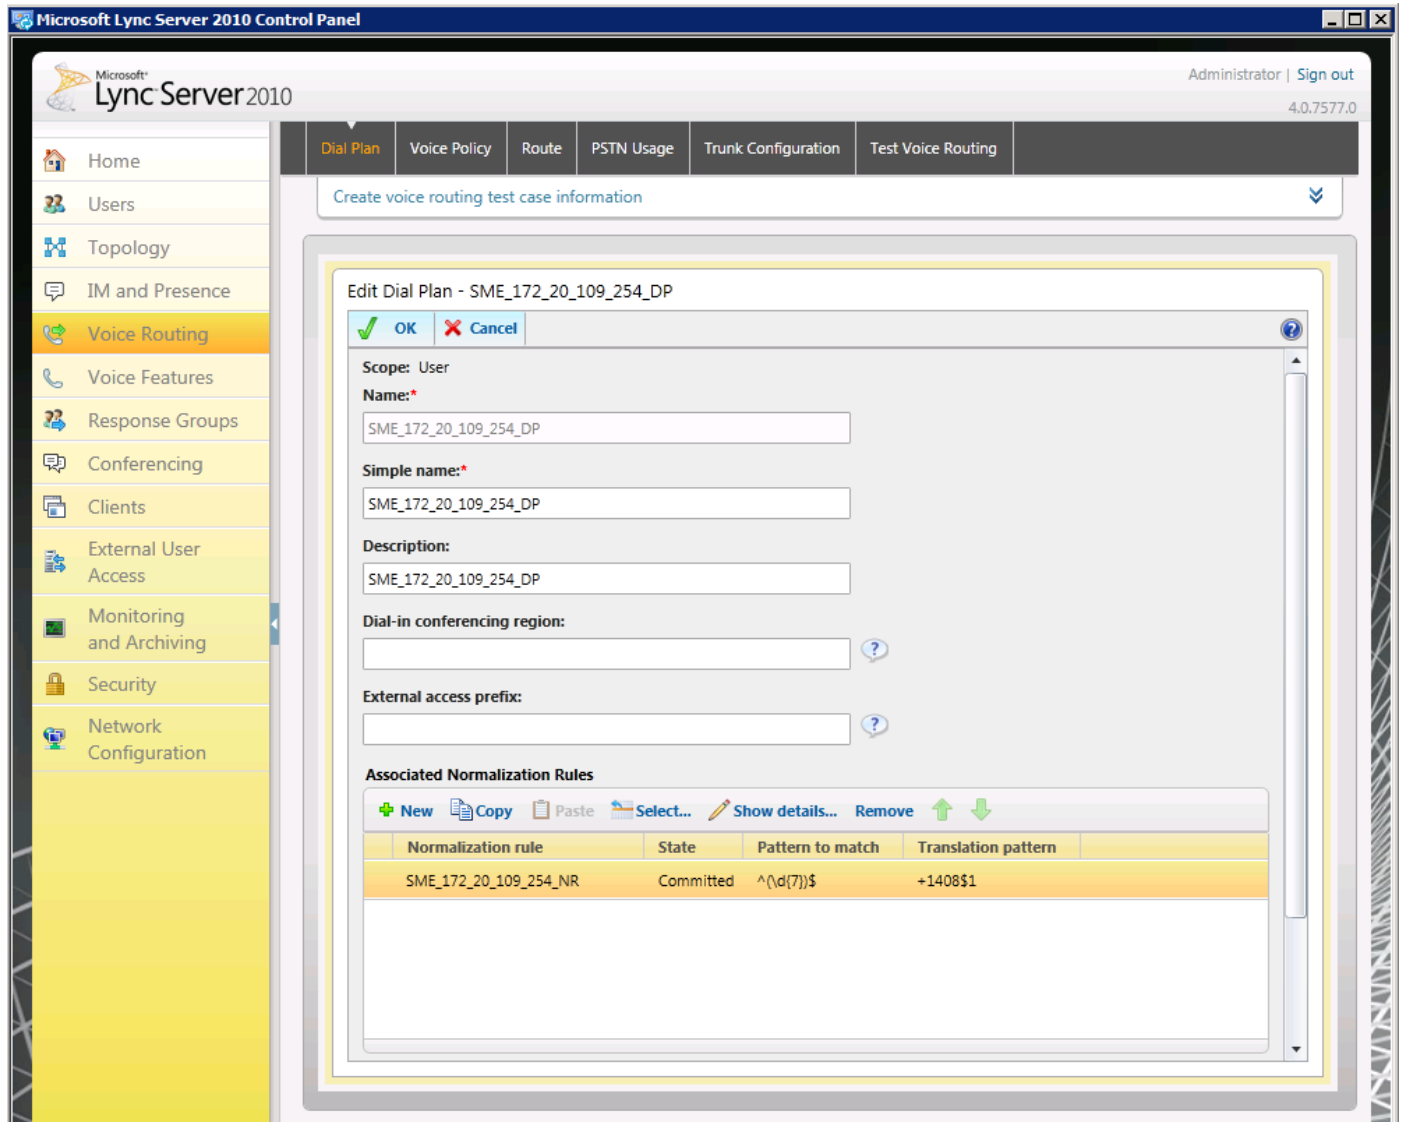 Microsoft Lync Server 2010 Control Panel
Microsoft®
Lync Server 2010
Administrator | Sign out
4.0.7577.0
Home
Users
Topology
IM and Presence
Voice Routing
Voice Features
Response Groups
Conferencing
Clients
External User
Access
Monitoring
and Archiving
Security
Network
Configuration
Dial Plan Voice Policy Route PSTN Usage Trunk Configuration Test Voice Routing
Create voice routing test case information
Edit Dial Plan - SME_172_20_109_254_DP
OK Cancel
Scope: User
Name:*
SME_172_20_109_254_DP
Simple name:*
SME_172_20_109_254_DP
Description:
SME_172_20_109_254_DP
Dial-in conferencing region:
External access prefix:
Associated Normalization Rules
New Copy Paste Select... Show details... Remove
Normalization rule State Pattern to match Translation pattern
SME_172_20_109_254_NR Committed ^(\d{7})$ +1408$1